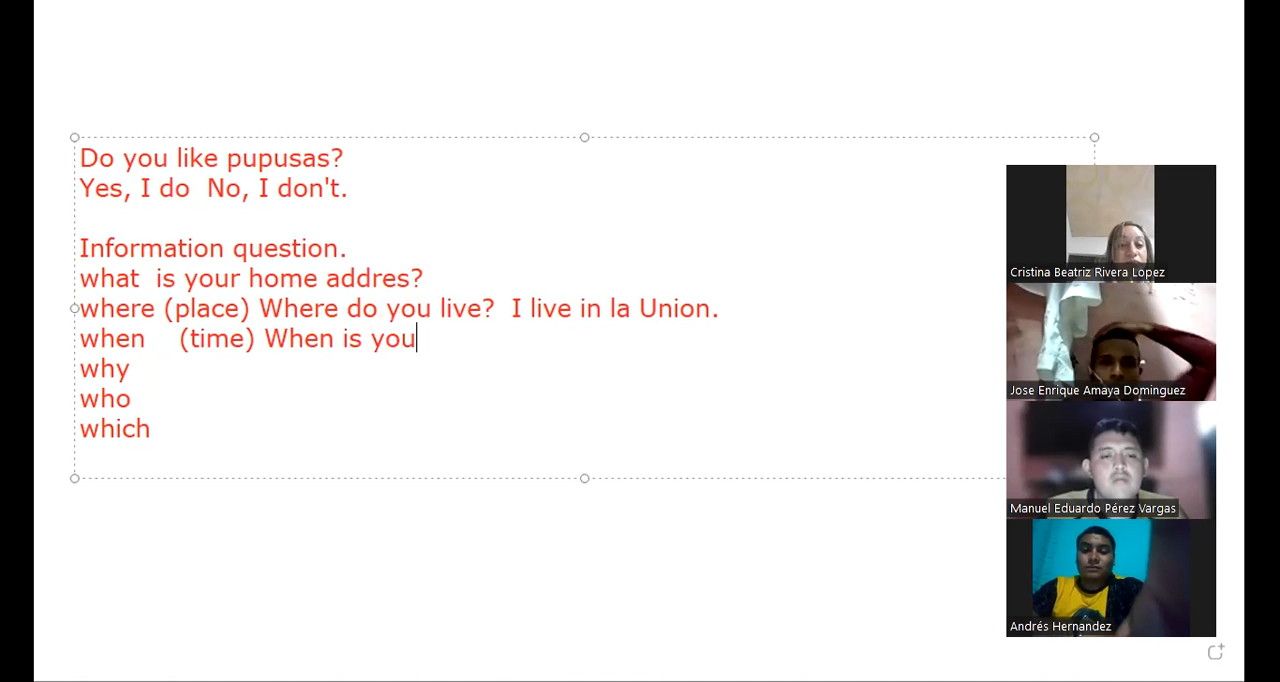 Do you like pupusas?
Yes, I do  No, I don't.
Information question.
what  is your home addres?
where (place) Where do you live?  I live in la Union.
when    (time) When is you
why
who
which
Cristina Beatriz Rivera Lopez
Jose Enrique Amaya Dominguez
Manuel Eduardo Pérez Vargas
Andrés Hernandez